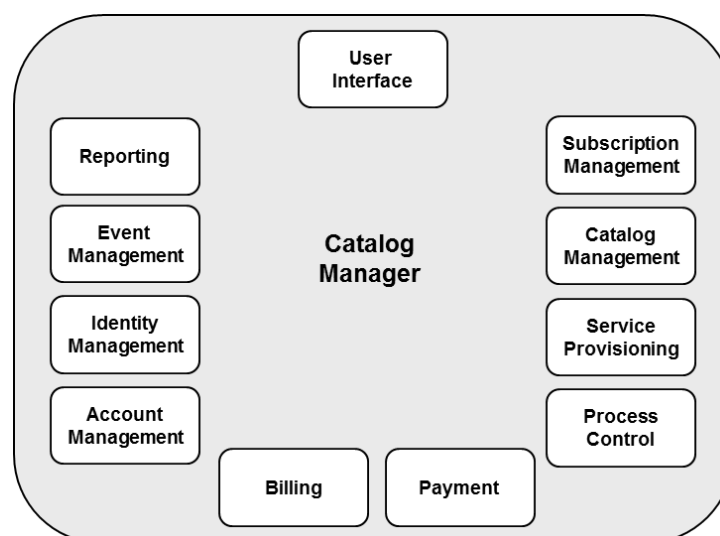 User
Interface
Reporting
Event
Management
Identity
Management
Account
Management
Catalog
Manager
Subscription
Management
Catalog
Management
Service
Provisioning
Process
Control
Billing
Payment